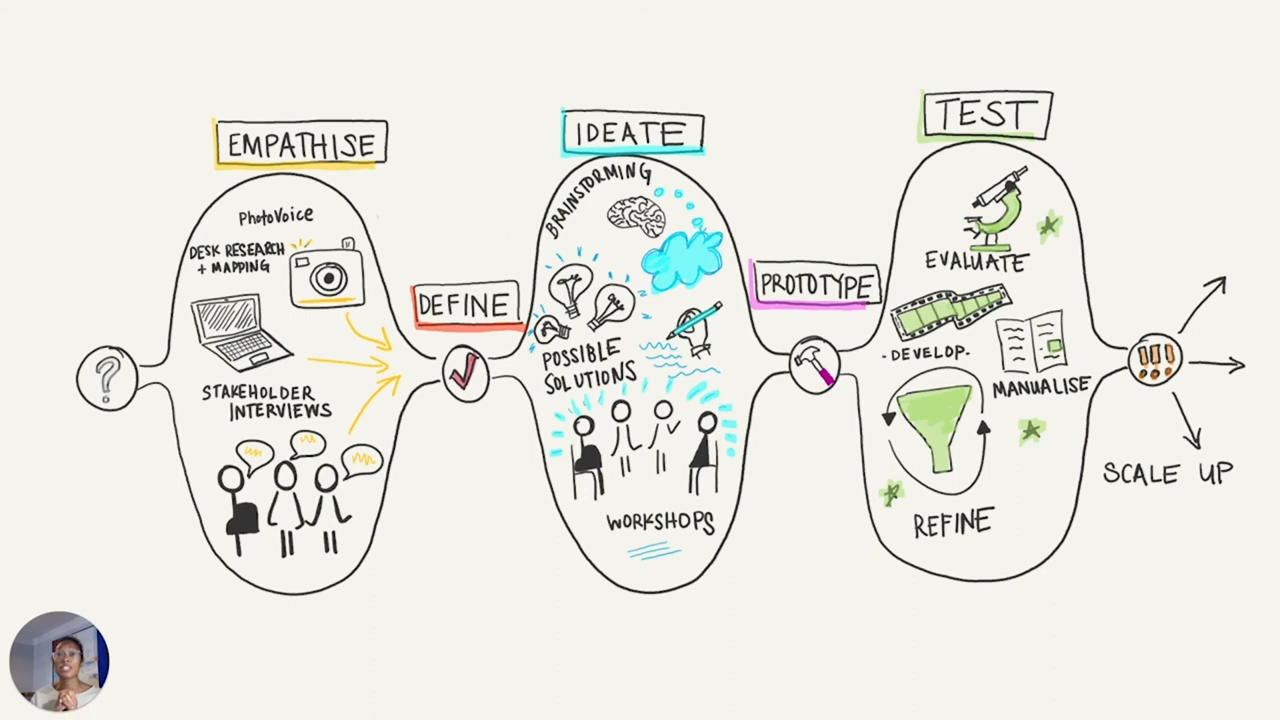 EMPATHISE
PhotoVoice
DESK RESEARCH
+ MAPPING
STAKEHOLDER
INTERVIEWS
DEFINE
IDEATE
BRAINSTORMING
POSSIBLE
SOLUTIONS
WORKSHOPS
PROTOTYPE
TEST
EVALUATE
- DEVELOP.-
MANUALISE
REFINE
?
!!!
SCALE UP